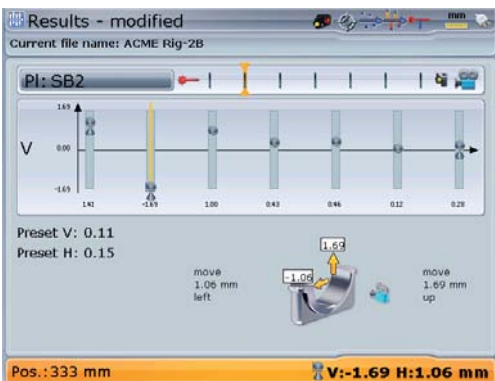 Results - modified
mm
Current file name: ACME Rig-2B
PI: SB2
V
1.69
0.00
-1.69
1.41
-1.69
1.00
0.43
0.46
0.12
0.28
Preset V: 0.11
Preset H: 0.15
1.69
-1.06
move
1.06 mm
left
move
1.69 mm
up
Pos.:333 mm
V:-1.69 H:1.06 mm